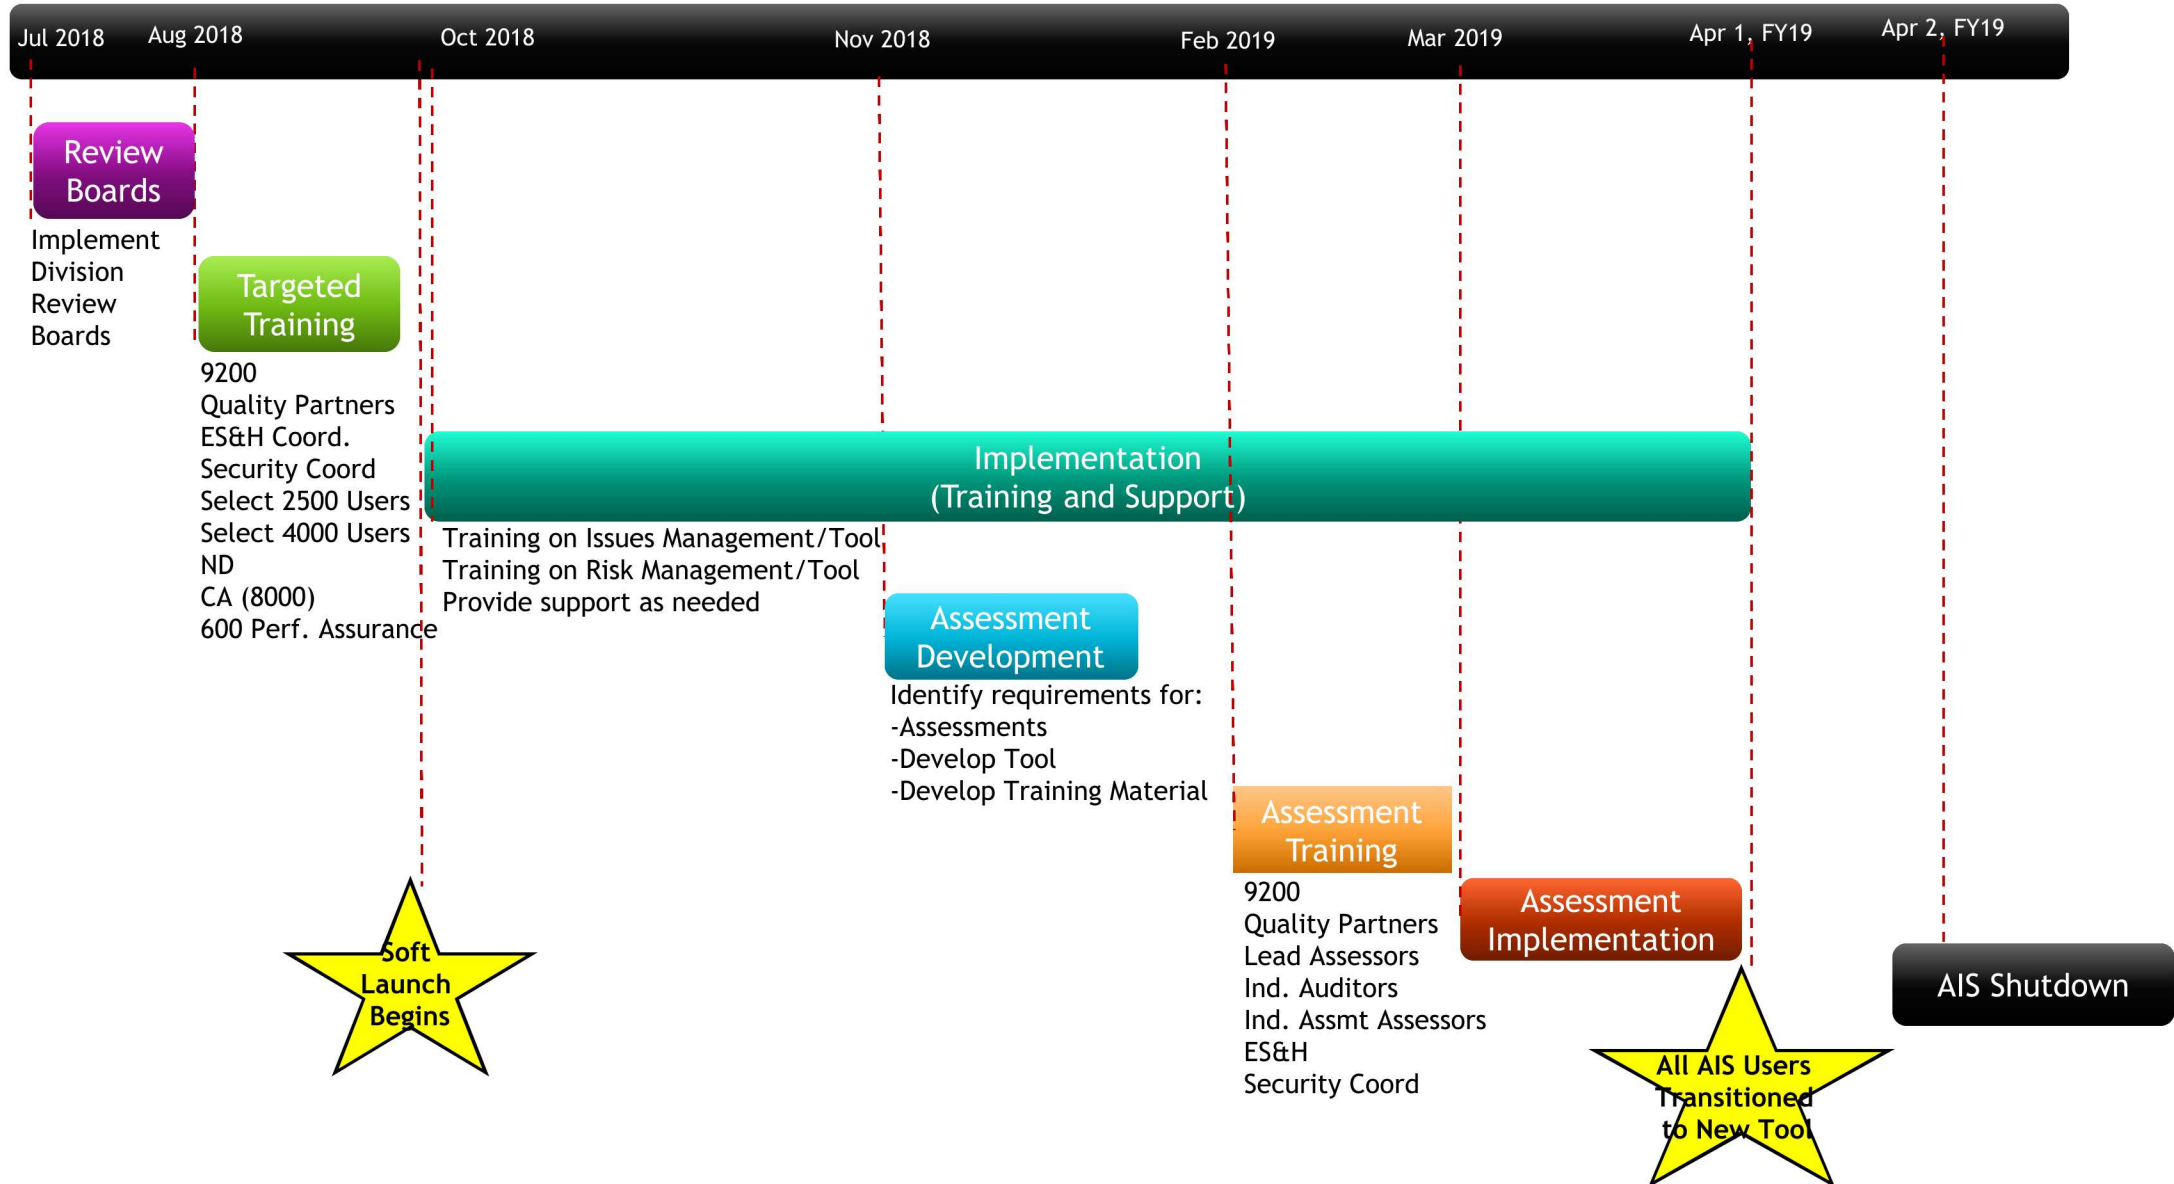 Jul 2018
Aug 2018
Oct 2018
Nov 2018
Feb 2019
Mar 2019
Apr 1, FY19
Apr 2, FY19
Review
Boards
Implement
Division
Review
Boards
Targeted
Training
9200
Quality Partners
ES&H Coord.
Security Coord
Select 2500 Users
Select 4000 Users
ND
CA (8000)
600 Perf. Assurance
Implementation
(Training and Support)
Training on Issues Management/Tool
Training on Risk Management/Tool
Provide support as needed
Assessment
Development
Identify requirements for:
-Assessments
-Develop Tool
-Develop Training Material
Assessment
Training
9200
Quality Partners
Lead Assessors
Ind. Auditors
Ind. Assmt Assessors
ES&H
Security Coord
Assessment
Implementation
Soft
Launch
Begins
All AIS Users
Transitioned
to New Tool
AIS Shutdown